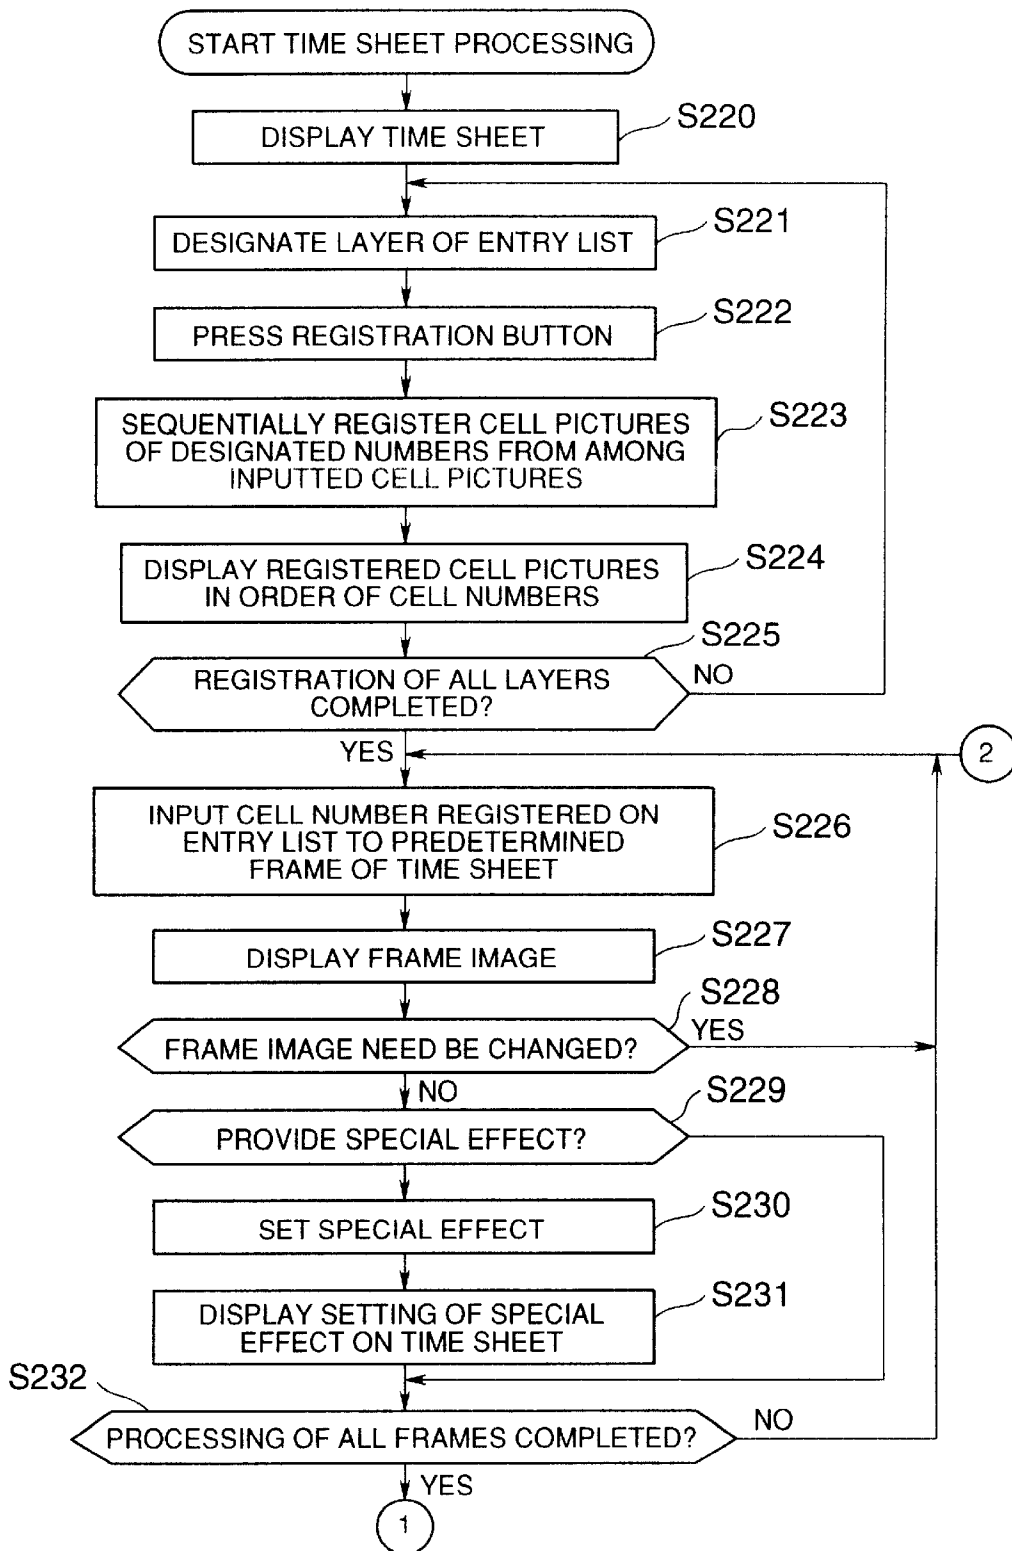 START TIME SHEET PROCESSING
S220
DISPLAY TIME SHEET
S221
DESIGNATE LAYER OF ENTRY LIST
S222
PRESS REGISTRATION BUTTON
S223
SEQUENTIALLY REGISTER CELL PICTURES
OF DESIGNATED NUMBERS FROM AMONG
INPUTTED CELL PICTURES
S224
DISPLAY REGISTERED CELL PICTURES
IN ORDER OF CELL NUMBERS
S225
REGISTRATION OF ALL LAYERS
COMPLETED?
NO
YES
2
INPUT CELL NUMBER REGISTERED ON
ENTRY LIST TO PREDETERMINED
FRAME OF TIME SHEET
S226
S227
DISPLAY FRAME IMAGE
S228
FRAME IMAGE NEED BE CHANGED?
YES
NO
S229
PROVIDE SPECIAL EFFECT?
S230
SET SPECIAL EFFECT
S231
DISPLAY SETTING OF SPECIAL
EFFECT ON TIME SHEET
S232
PROCESSING OF ALL FRAMES COMPLETED?
NO
YES
1